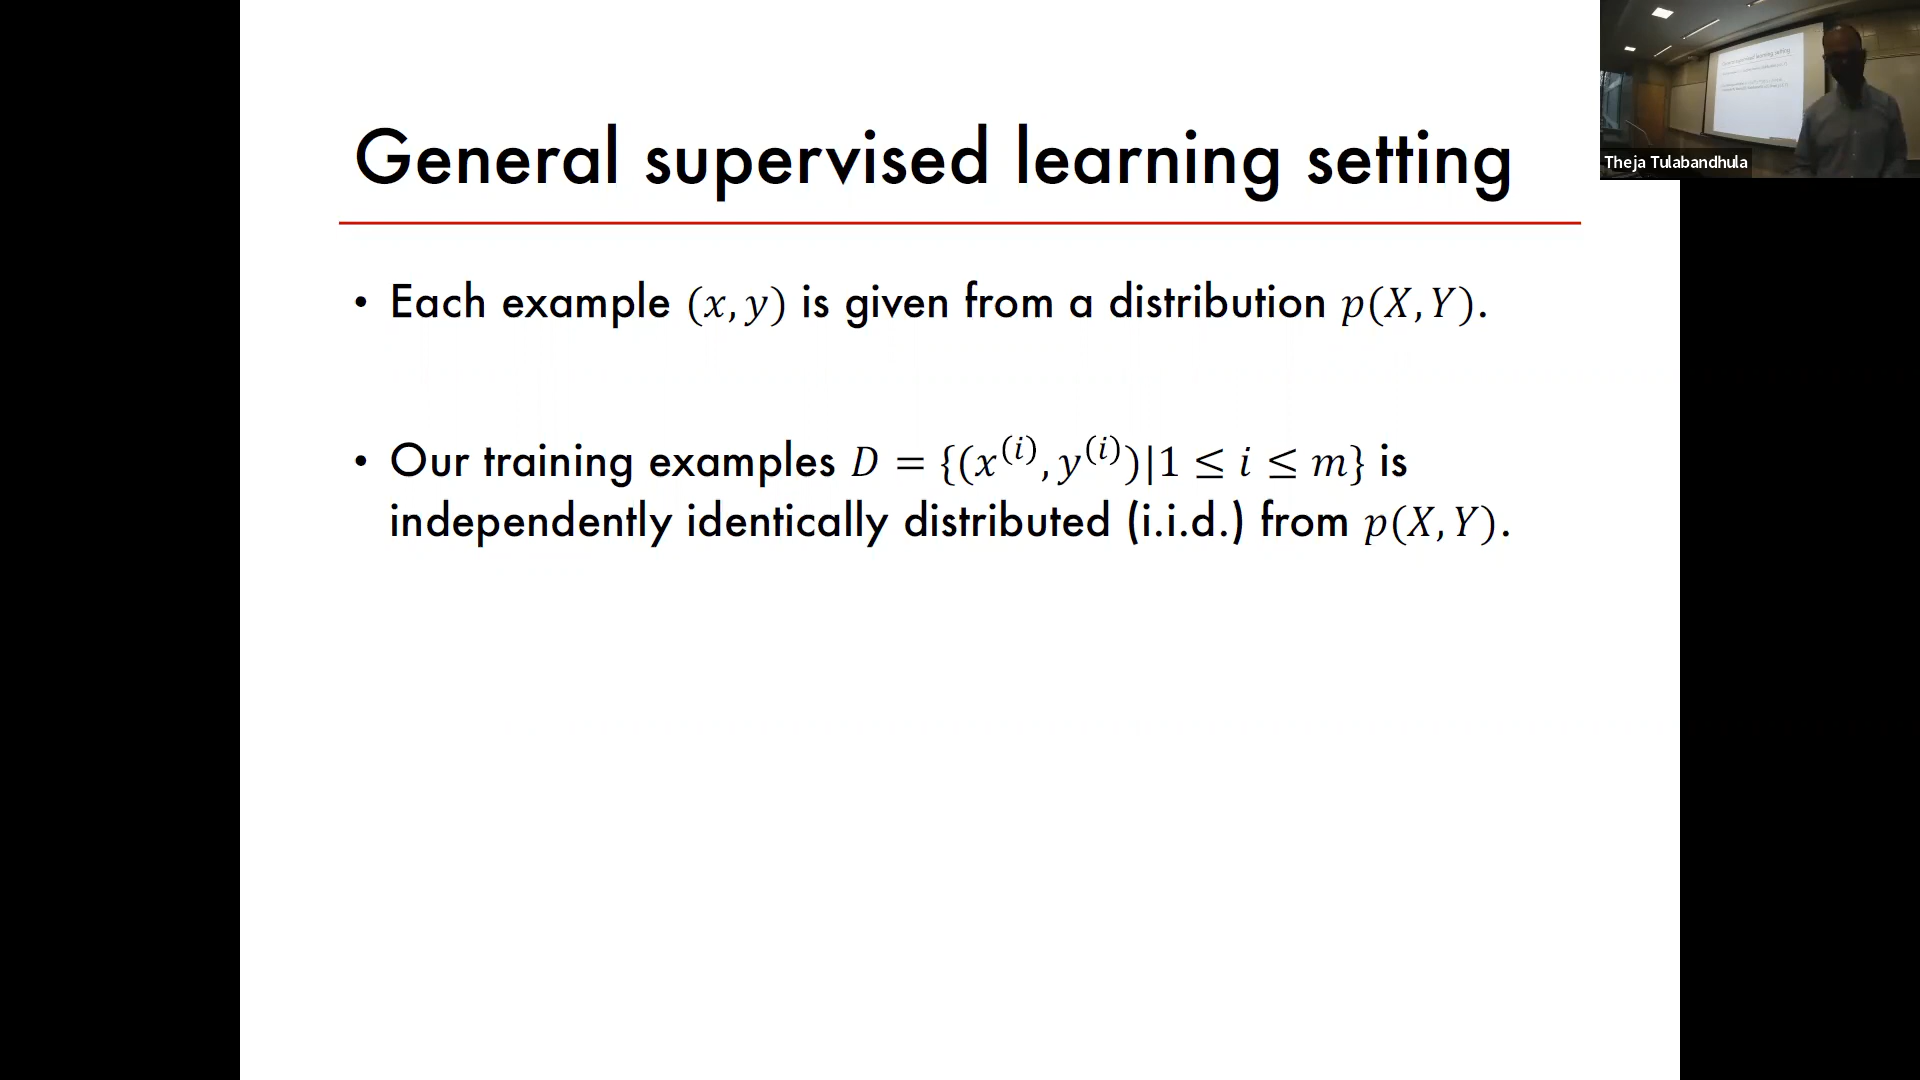 General supervised learning setting
Theja Tulabandhula
• Each example (x, y) is given from a distribution p(X, Y).
• Our training examples D = {(x^(i), y^(i))|1 ≤ i ≤ m} is
independently identically distributed (i.i.d.) from p(X, Y).